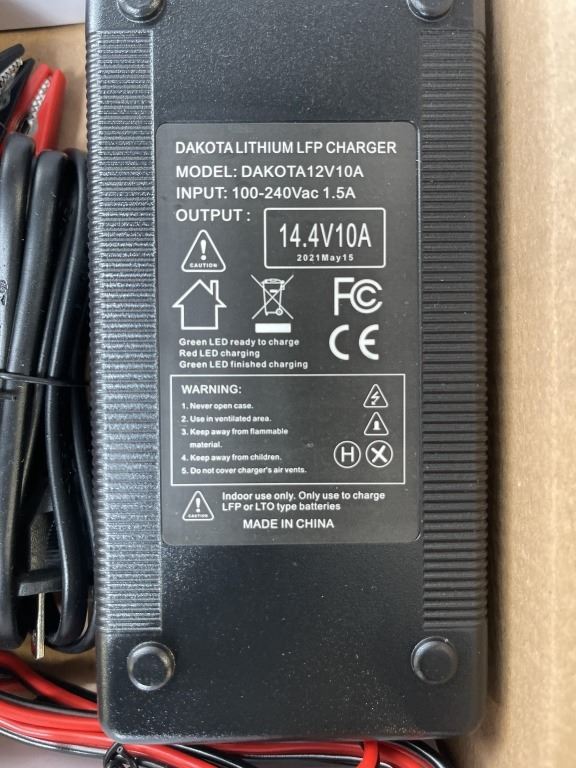 DAKOTA LITHIUM LFP CHARGER
MODEL: DAKOTA12V10A
INPUT: 100-240Vac 1.5A
OUTPUT :
14.4V10A
2021May15
CAUTION
FC
CE
Green LED ready to charge
Red LED charging
Green LED finished charging
WARNING:
1. Never open case.
2. Use in ventilated area.
3. Keep away from flammable
material.
4. Keep away from children.
5. Do not cover charger's air vents.
H X
CAUTION
Indoor use only. Only use to charge
LFP or LTO type batteries
MADE IN CHINA